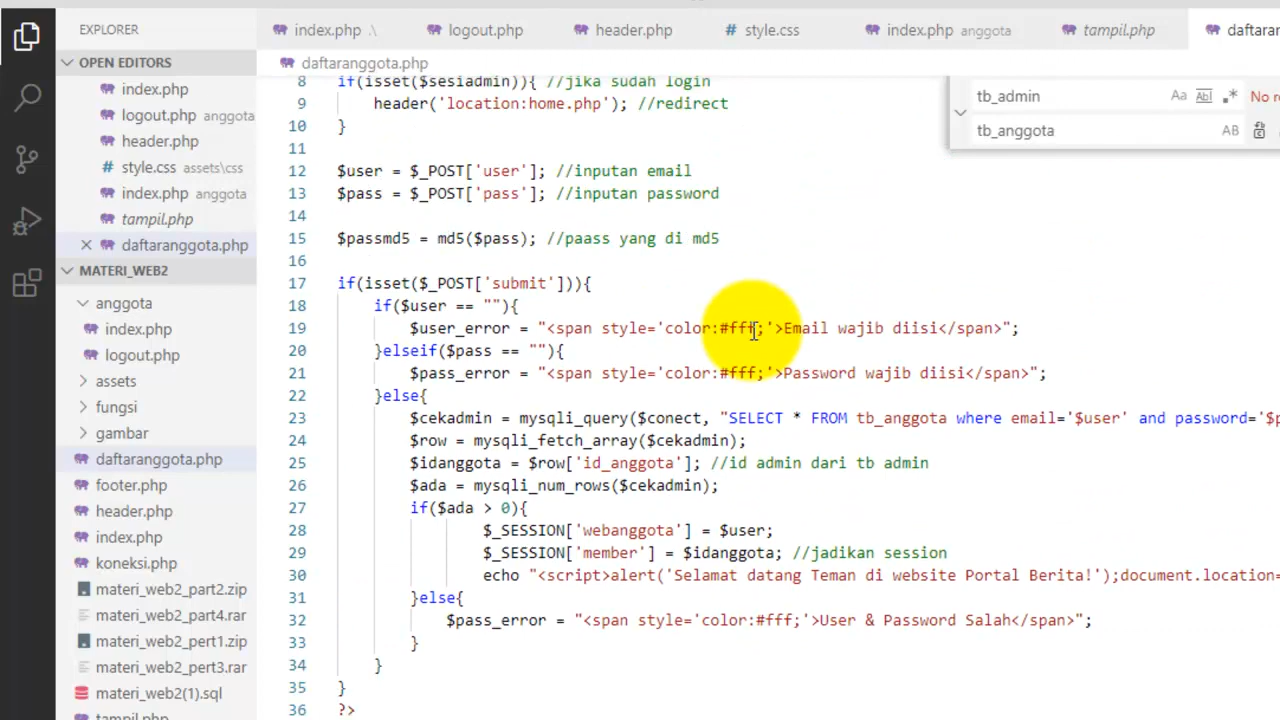 EXPLORER
index.php .\
logout.php
header.php
style.css
index.php anggota
tampil.php
OPEN EDITORS
index.php
logout.php anggota
header.php
style.css assets\css
index.php anggota
tampil.php
daftaranggota.php
MATERI_WEB2
anggota
index.php
logout.php
assets
fungsi
gambar
daftaranggota.php
footer.php
header.php
index.php
koneksi.php
materi_web2_part2.zip
materi_web2_part4.rar
materi_web2_pert1.zip
materi_web2_pert3.rar
materi_web2(1).sql
tampil.php
daftaranggota.php
tb_admin
Aa Abl .*
tb_anggota
AB
8 if(isset($sesiadmin)){ //jika sudah login
9 header('location:home.php'); //redirect
10 }
11
12 $user = $_POST['user']; //inputan email
13 $pass = $_POST['pass']; //inputan password
14
15 $passmd5 = md5($pass); //paass yang di md5
16
17 if(isset($_POST['submit'])){
18 if($user == ""){
19 $user_error = "<span style='color:#fff;'>Email wajib diisi</span>";
20 }elseif($pass == ""){
21 $pass_error = "<span style='color:#fff;'>Password wajib diisi</span>";
22 }else{
23 $cekadmin = mysqli_query($conect, "SELECT * FROM tb_anggota where email='$user' and password='$p
24 $row = mysqli_fetch_array($cekadmin);
25 $idanggota = $row['id_anggota']; //id admin dari tb admin
26 $ada = mysqli_num_rows($cekadmin);
27 if($ada > 0){
28 $_SESSION['webanggota'] = $user;
29 $_SESSION['member'] = $idanggota; //jadikan session
30 echo "<script>alert('Selamat datang Teman di website Portal Berita!');document.location=
31 }else{
32 $pass_error = "<span style='color:#fff;'>User & Password Salah</span>";
33 }
34 }
35 }
36 ?>